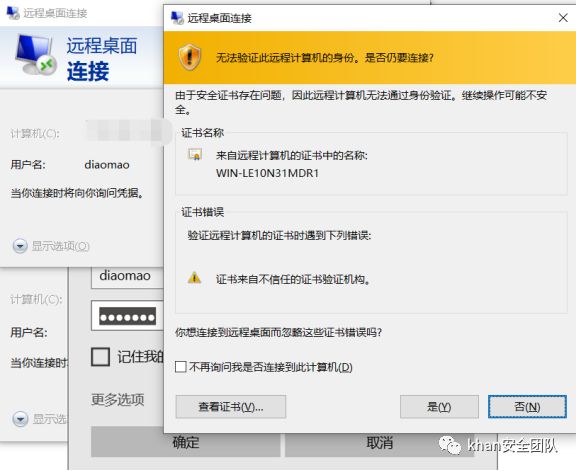 远程桌面连接
远程桌面
连接
计算机(C):
用户名: diaomao
当你连接时将向你询问凭据。
显示选项(O)
远程桌面连接
无法验证此远程计算机的身份。是否仍要连接?
由于安全证书存在问题，因此远程计算机无法通过身份验证。继续操作可能不安
全。
证书名称
来自远程计算机的证书中的名称:
WIN-LE10N31MDR1
证书错误
验证远程计算机的证书时遇到下列错误:
证书来自不信任的证书验证机构。
你想连接到远程桌面而忽略这些证书错误吗?
不再询问我是否连接到此计算机(D)
查看证书(V)...
是(Y)
否(N)
diaomao
计算机(C):
用户名:
当你连接时
记住我的
显示选
更多选项
确定
取消
khan安全团队